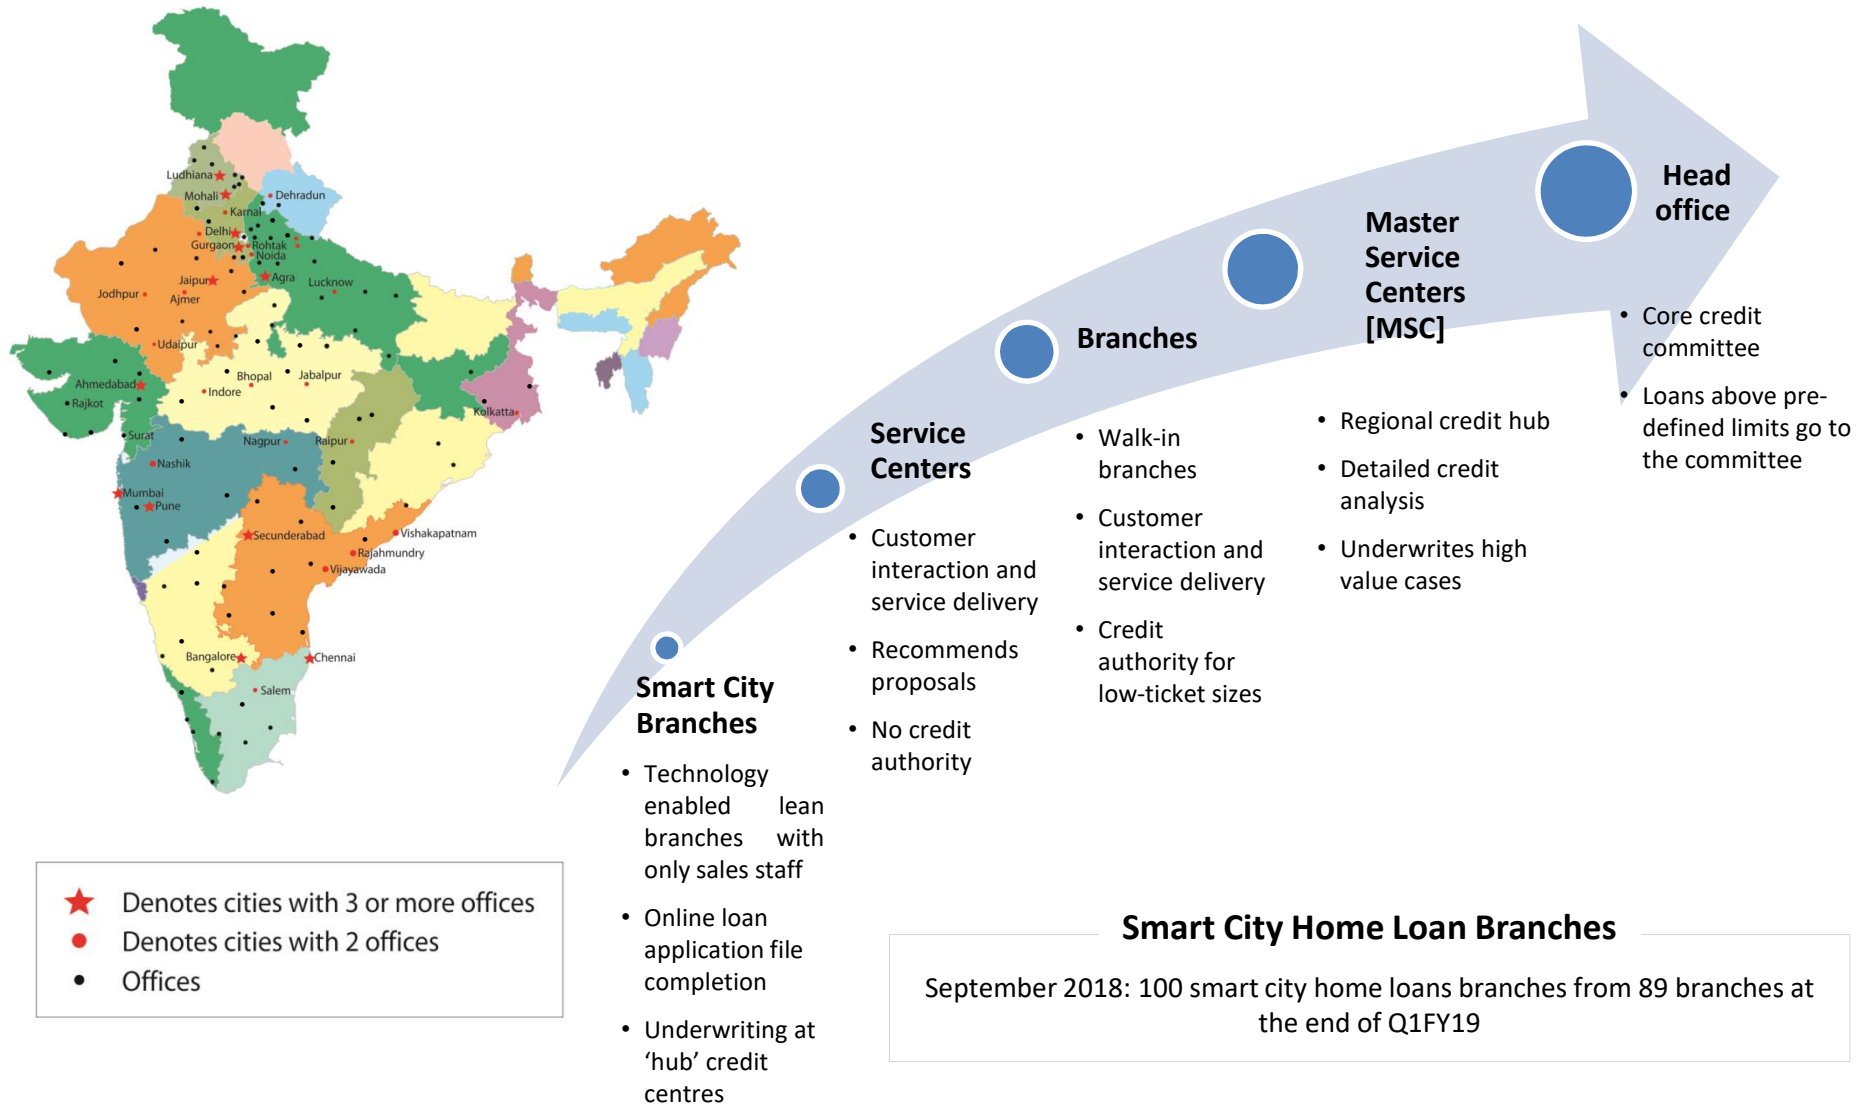 Ludhiana
Mohali
Dehradun
Karnal
Delhi
Gurgaon
Rohtak
Noida
Jaipur
Agra
Lucknow
Jodhpur
Ajmer
Udaipur
Bhopal
Jabalpur
Ahmedabad
Indore
Rajkot
Kolkatta
Surat
Nagpur
Raipur
Nashik
Mumbai
Pune
Secunderabad
Vishakapatnam
Rajahmundry
Vijayawada
Bangalore
Chennai
Salem
Denotes cities with 3 or more offices
Denotes cities with 2 offices
• Offices
Smart City
Branches
• Technology
enabled lean
branches with
only sales staff
• Online loan
application file
completion
• Underwriting at
‘hub’ credit
centres
Service
Centers
• Customer
interaction and
service delivery
• Recommends
proposals
• No credit
authority
Branches
• Walk-in
branches
• Customer
interaction and
service delivery
• Credit
authority for
low-ticket sizes
Master
Service
Centers
[MSC]
• Regional credit hub
• Detailed credit
analysis
• Underwrites high
value cases
Head
office
• Core credit
committee
• Loans above pre-
defined limits go to
the committee
Smart City Home Loan Branches
September 2018: 100 smart city home loans branches from 89 branches at
the end of Q1FY19